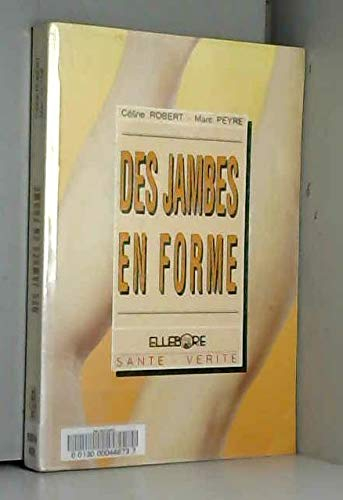 Céline ROBERT - Marc PEYRE
DES JAMBES
EN FORME
ELLEBORE
SANTE - VERITE
DES JAMBES EN FORME